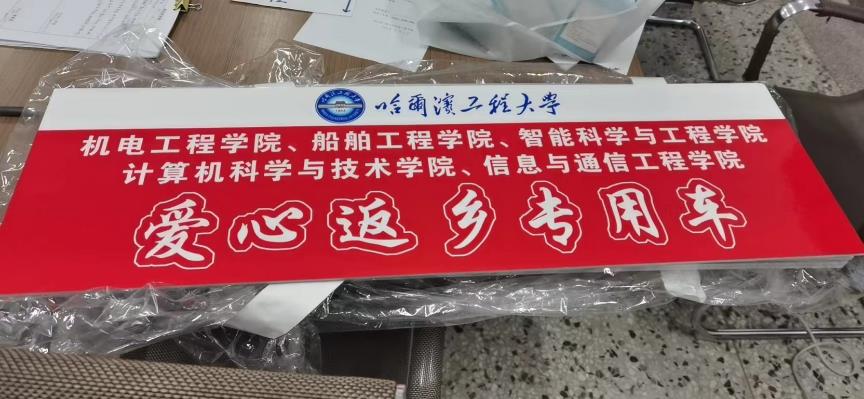 哈爾濱工程大學
机电工程学院、船舶工程学院、智能科学与工程学院
计算机科学与技术学院、信息与通信工程学院
爱心返乡专用车